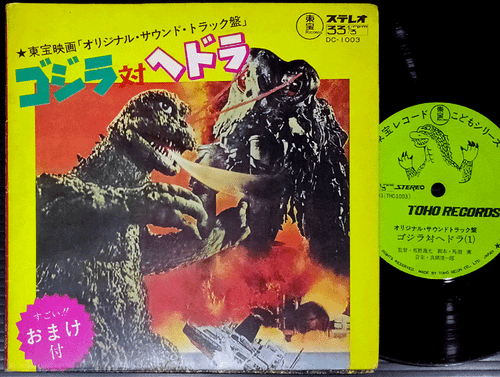 東宝
RECORDS
ステレオ
33⅓
DC-1003
★東宝映画「オリジナル・サウンド・トラック盤」
ゴジラ対ヘドラ
すごい!!
おまけ
付
東宝レコード
東宝
こどもシリーズ
STEREO
(THO1003)
TOHO RECORDS
オリジナル・サウンドトラック盤
ゴジラ対ヘドラ(1)